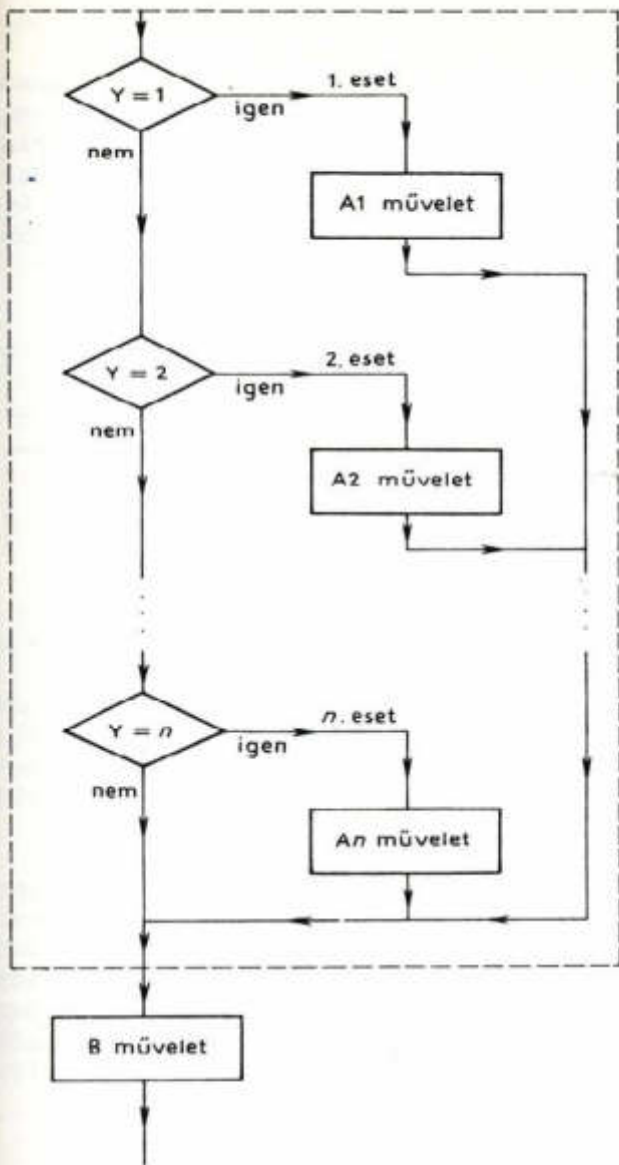 Y = 1
1. eset
igen
nem
A1 művelet
Y = 2
2. eset
igen
nem
A2 művelet
Y = n
n. eset
igen
nem
An művelet
B művelet